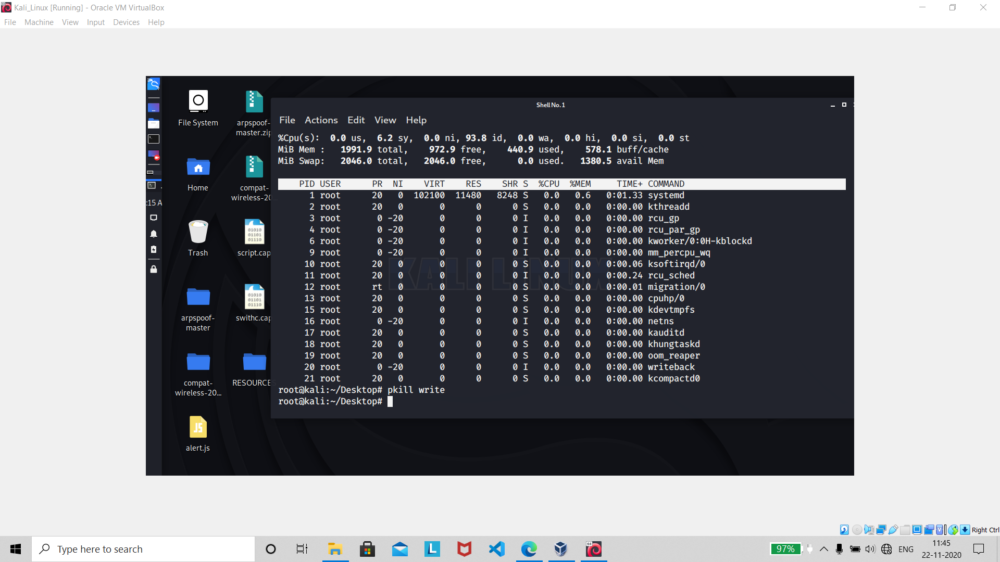 Kali_Linux [Running] - Oracle VM VirtualBox
File Machine View Input Devices Help
File System
arpspoof-
master.zip
Home
compat-
wireless-20...
Trash
script.cap
arpspoof-
master
swithc.cap
compat-
wireless-20...
RESOURCES
alert.js
:15 A
Shell No. 1
File Actions Edit View Help
%Cpu(s):  0.0 us,  6.2 sy,  0.0 ni, 93.8 id,  0.0 wa,  0.0 hi,  0.0 si,  0.0 st
MiB Mem :   1991.9 total,    972.9 free,    440.9 used,    578.1 buff/cache
MiB Swap:   2046.0 total,   2046.0 free,      0.0 used.   1380.5 avail Mem
PID USER      PR  NI    VIRT    RES    SHR S  %CPU  %MEM     TIME+ COMMAND
1 root      20   0  102100  11480   8248 S   0.0   0.6   0:01.33 systemd
2 root      20   0       0      0      0 S   0.0   0.0   0:00.00 kthreadd
3 root       0 -20       0      0      0 I   0.0   0.0   0:00.00 rcu_gp
4 root       0 -20       0      0      0 I   0.0   0.0   0:00.00 rcu_par_gp
6 root       0 -20       0      0      0 I   0.0   0.0   0:00.00 kworker/0:0H-kblockd
9 root       0 -20       0      0      0 I   0.0   0.0   0:00.00 mm_percpu_wq
10 root      20   0       0      0      0 S   0.0   0.0   0:00.06 ksoftirqd/0
11 root      20   0       0      0      0 I   0.0   0.0   0:00.24 rcu_sched
12 root      rt   0       0      0      0 S   0.0   0.0   0:00.01 migration/0
13 root      20   0       0      0      0 S   0.0   0.0   0:00.00 cpuhp/0
15 root      20   0       0      0      0 S   0.0   0.0   0:00.00 kdevtmpfs
16 root       0 -20       0      0      0 I   0.0   0.0   0:00.00 netns
17 root      20   0       0      0      0 S   0.0   0.0   0:00.00 kauditd
18 root      20   0       0      0      0 S   0.0   0.0   0:00.00 khungtaskd
19 root      20   0       0      0      0 S   0.0   0.0   0:00.00 oom_reaper
20 root       0 -20       0      0      0 I   0.0   0.0   0:00.00 writeback
21 root      20   0       0      0      0 S   0.0   0.0   0:00.00 kcompactd0
root@kali:~/Desktop# pkill write
root@kali:~/Desktop#
KALI LINUX
Right Ctrl
Type here to search
97%
ENG
11:45
22-11-2020